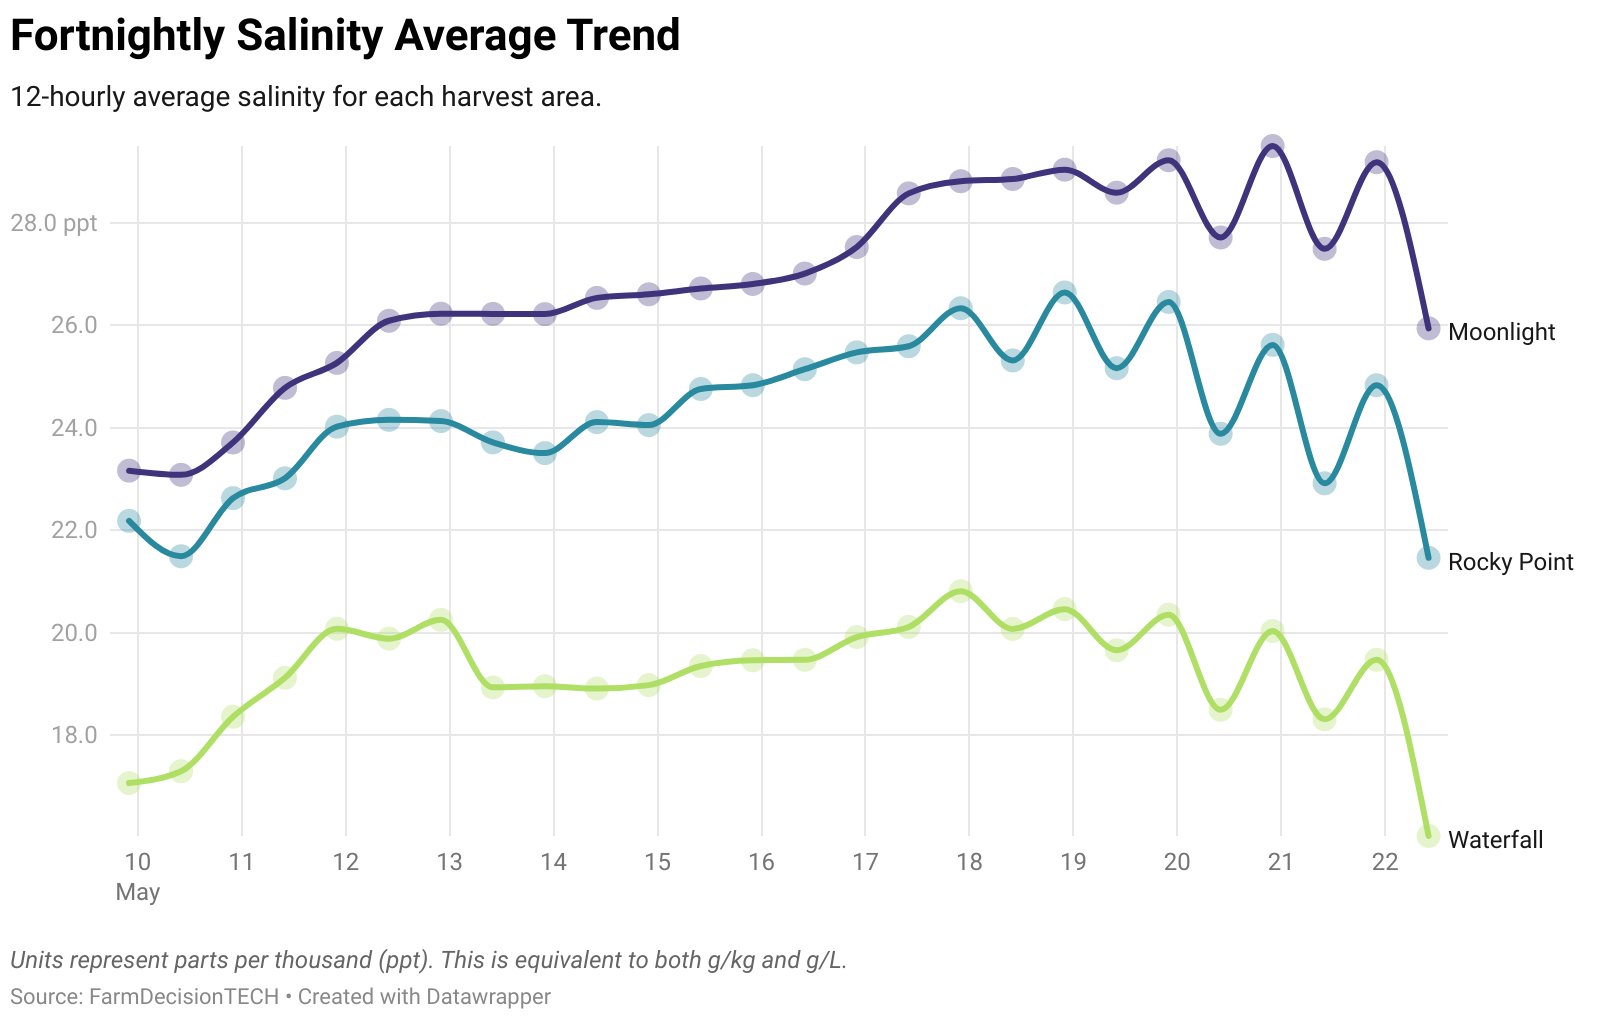 Fortnightly Salinity Average Trend
12-hourly average salinity for each harvest area.
28.0 ppt
26.0
24.0
22.0
20.0
18.0
Moonlight
Rocky Point
Waterfall
10 11 12 13 14 15 16 17 18 19 20 21 22
May
Units represent parts per thousand (ppt). This is equivalent to both g/kg and g/L.
Source: FarmDecisionTECH • Created with Datawrapper